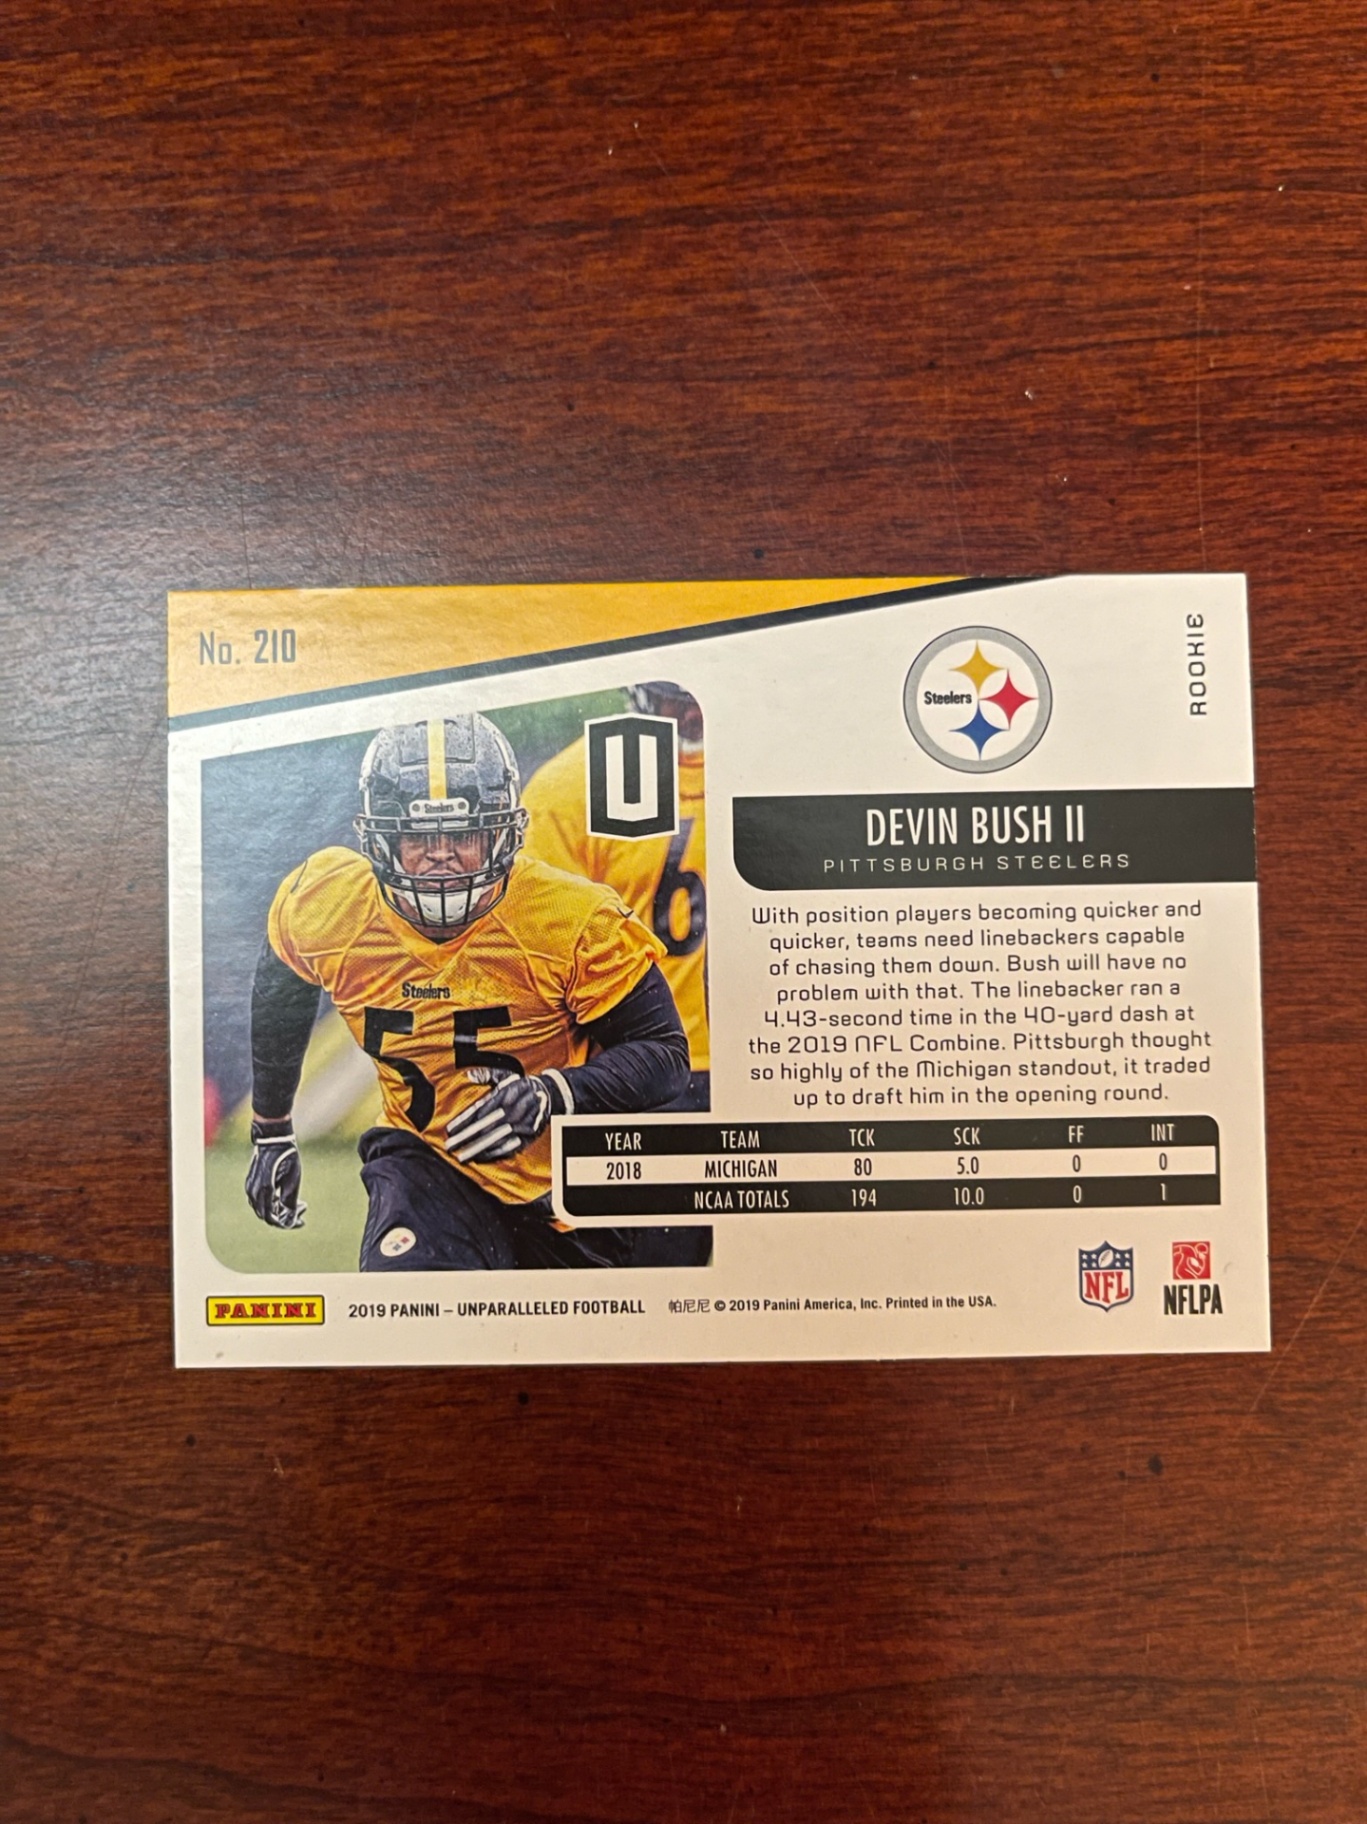 No. 210
ROOKIE
Steelers
U
Steelers
6
Steelers
55
DEVIN BUSH II
PITTSBURGH STEELERS
With position players becoming quicker and
quicker, teams need linebackers capable
of chasing them down. Bush will have no
problem with that. The linebacker ran a
4.43-second time in the 40-yard dash at
the 2019 NFL Combine. Pittsburgh thought
so highly of the Michigan standout, it traded
up to draft him in the opening round.
YEAR TEAM TCK SCK FF INT
2018 MICHIGAN 80 5.0 0 0
NCAA TOTALS 194 10.0 0 1
NFL
NFLPA
PANINI 2019 PANINI – UNPARALLELED FOOTBALL 帕尼尼 © 2019 Panini America, Inc. Printed in the USA.